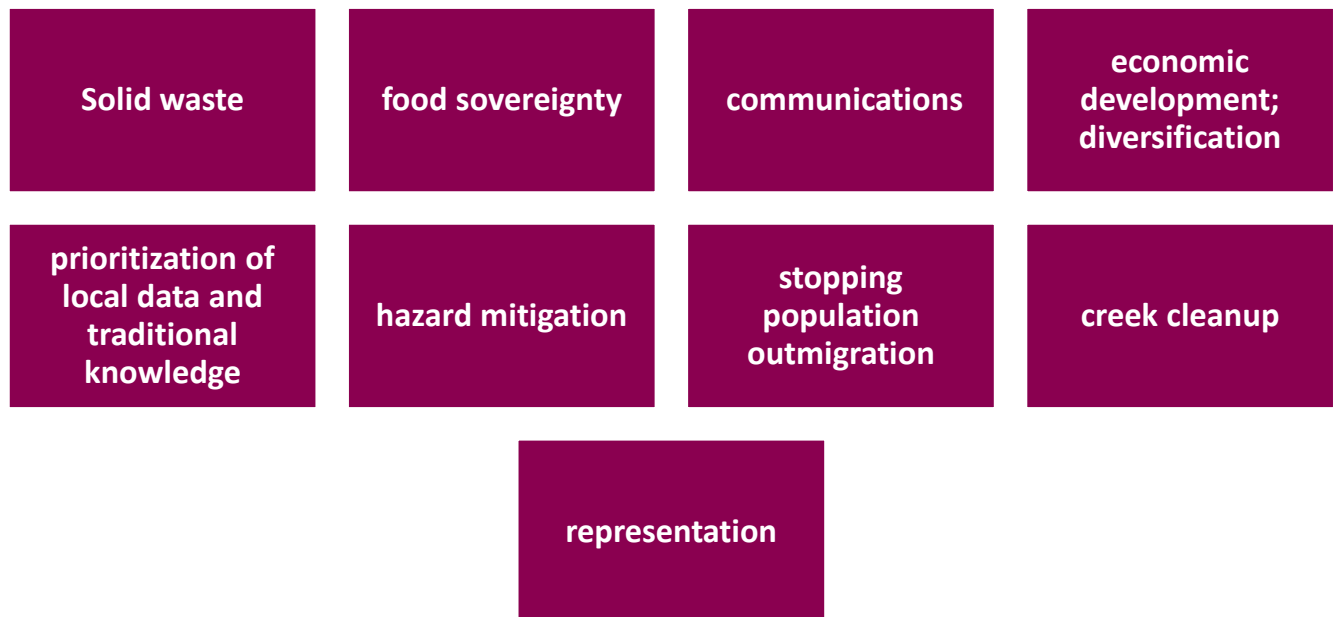 Solid waste
food sovereignty
communications
economic
development;
diversification
prioritization of
local data and
traditional
knowledge
hazard mitigation
stopping
population
outmigration
creek cleanup
representation